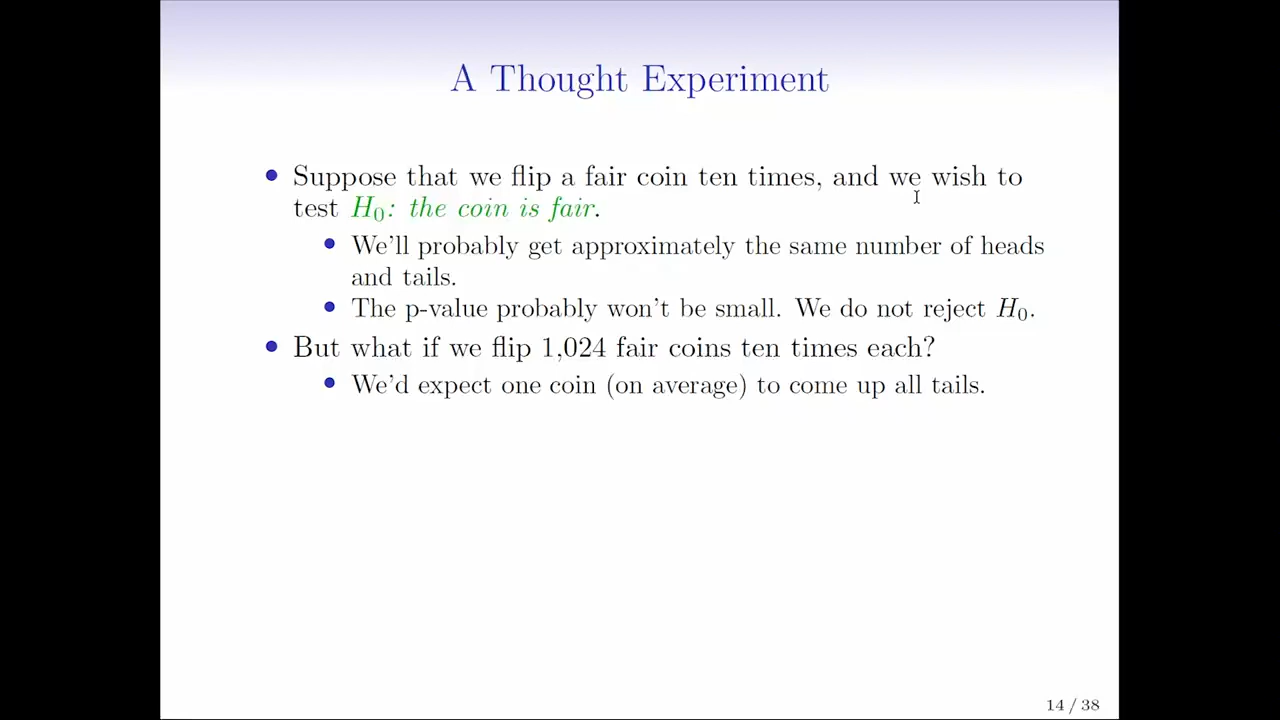 A Thought Experiment
• Suppose that we flip a fair coin ten times, and we wish to
test H₀: the coin is fair.
• We'll probably get approximately the same number of heads
and tails.
• The p-value probably won't be small. We do not reject H₀.
• But what if we flip 1,024 fair coins ten times each?
• We'd expect one coin (on average) to come up all tails.
14 / 38